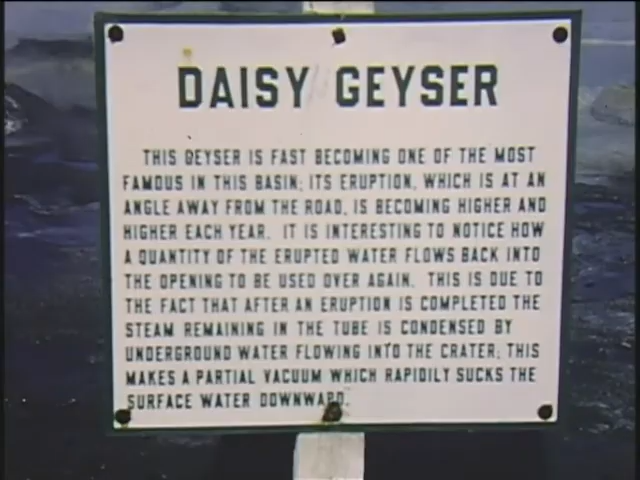 DAISY GEYSER
THIS GEYSER IS FAST BECOMING ONE OF THE MOST
FAMOUS IN THIS BASIN; ITS ERUPTION, WHICH IS AT AN
ANGLE AWAY FROM THE ROAD, IS BECOMING HIGHER AND
HIGHER EACH YEAR. IT IS INTERESTING TO NOTICE HOW
A QUANTITY OF THE ERUPTED WATER FLOWS BACK INTO
THE OPENING TO BE USED OVER AGAIN. THIS IS DUE TO
THE FACT THAT AFTER AN ERUPTION IS COMPLETED THE
STEAM REMAINING IN THE TUBE IS CONDENSED BY
UNDERGROUND WATER FLOWING INTO THE CRATER; THIS
MAKES A PARTIAL VACUUM WHICH RAPIDILY SUCKS THE
SURFACE WATER DOWNWARD.